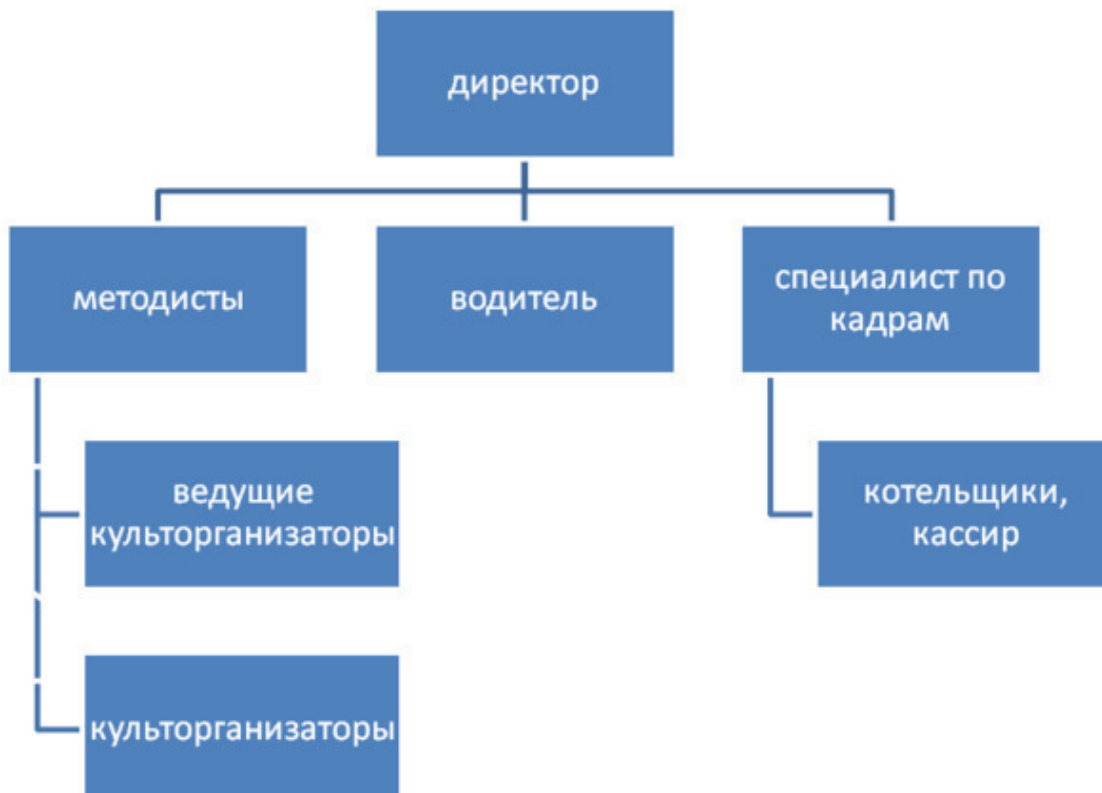 директор
методисты
водитель
специалист по
кадрам
ведущие
культорганизаторы
котельщики,
кассир
культорганизаторы